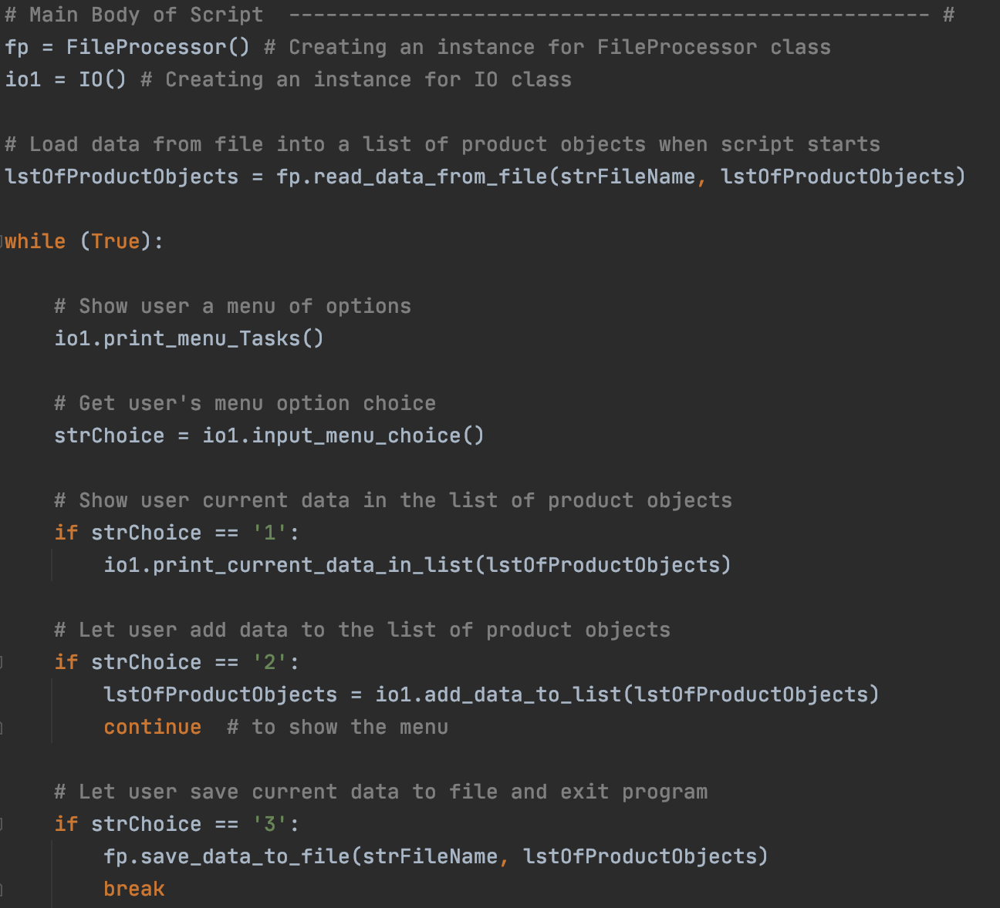 # Main Body of Script  ---------------------------------------------------- #
fp = FileProcessor() # Creating an instance for FileProcessor class
io1 = IO() # Creating an instance for IO class
# Load data from file into a list of product objects when script starts
lstOfProductObjects = fp.read_data_from_file(strFileName, lstOfProductObjects)
while (True):
    # Show user a menu of options
    io1.print_menu_Tasks()
    # Get user's menu option choice
    strChoice = io1.input_menu_choice()
    # Show user current data in the list of product objects
    if strChoice == '1':
        io1.print_current_data_in_list(lstOfProductObjects)
    # Let user add data to the list of product objects
    if strChoice == '2':
        lstOfProductObjects = io1.add_data_to_list(lstOfProductObjects)
        continue  # to show the menu
    # Let user save current data to file and exit program
    if strChoice == '3':
        fp.save_data_to_file(strFileName, lstOfProductObjects)
        break